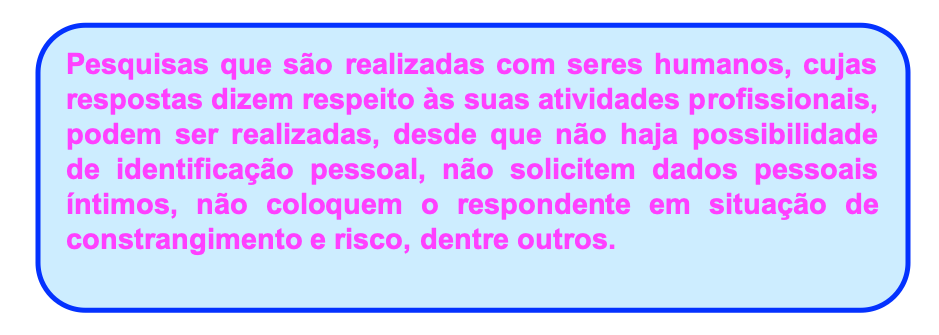 Pesquisas que são realizadas com seres humanos, cujas
respostas dizem respeito às suas atividades profissionais,
podem ser realizadas, desde que não haja possibilidade
de identificação pessoal, não solicitem dados pessoais
íntimos, não coloquem o respondente em situação de
constrangimento e risco, dentre outros.